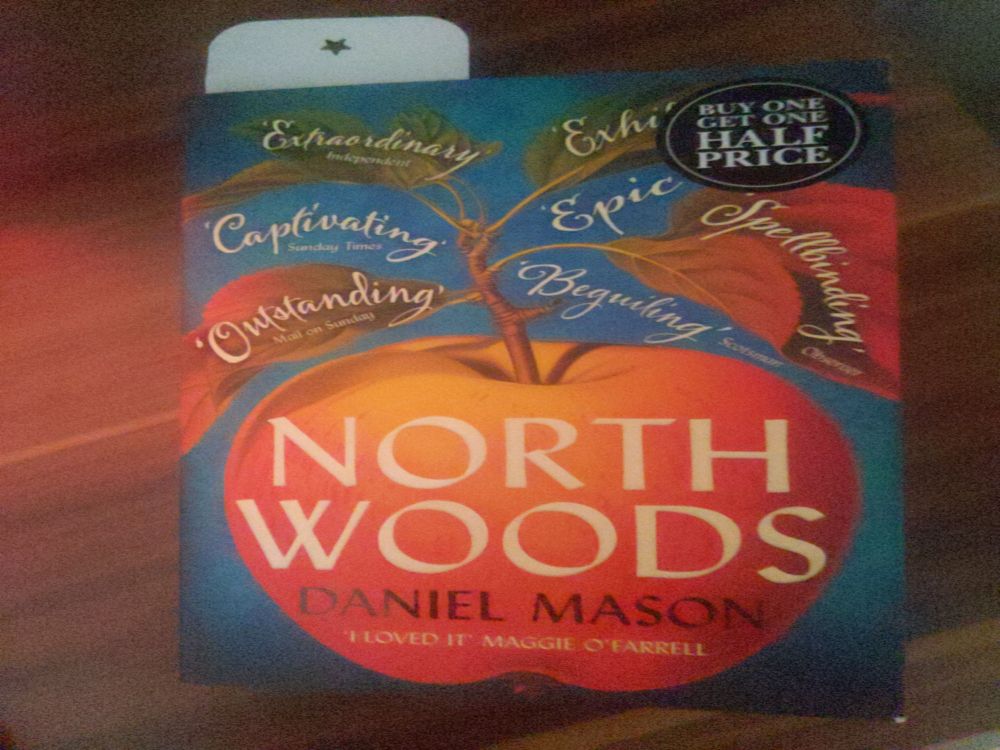 'Extraordinary'
Independent
'Exhi
BUY ONE
GET ONE
HALF
PRICE
'Captivating'
Sunday Times
'Epic
'Spellbinding'
Observer
'Outstanding'
Mail on Sunday
'Beguiling'
Scotsman
NORTH
WOODS
DANIEL MASON
'I LOVED IT' MAGGIE O'FARRELL